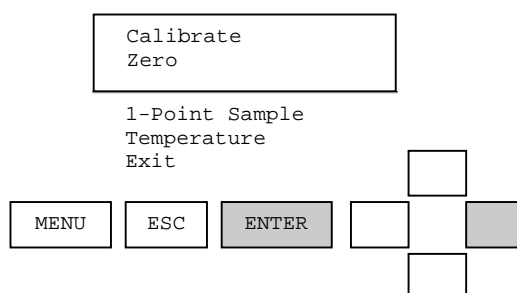 Calibrate
Zero
1-Point Sample
Temperature
Exit
MENU ESC ENTER